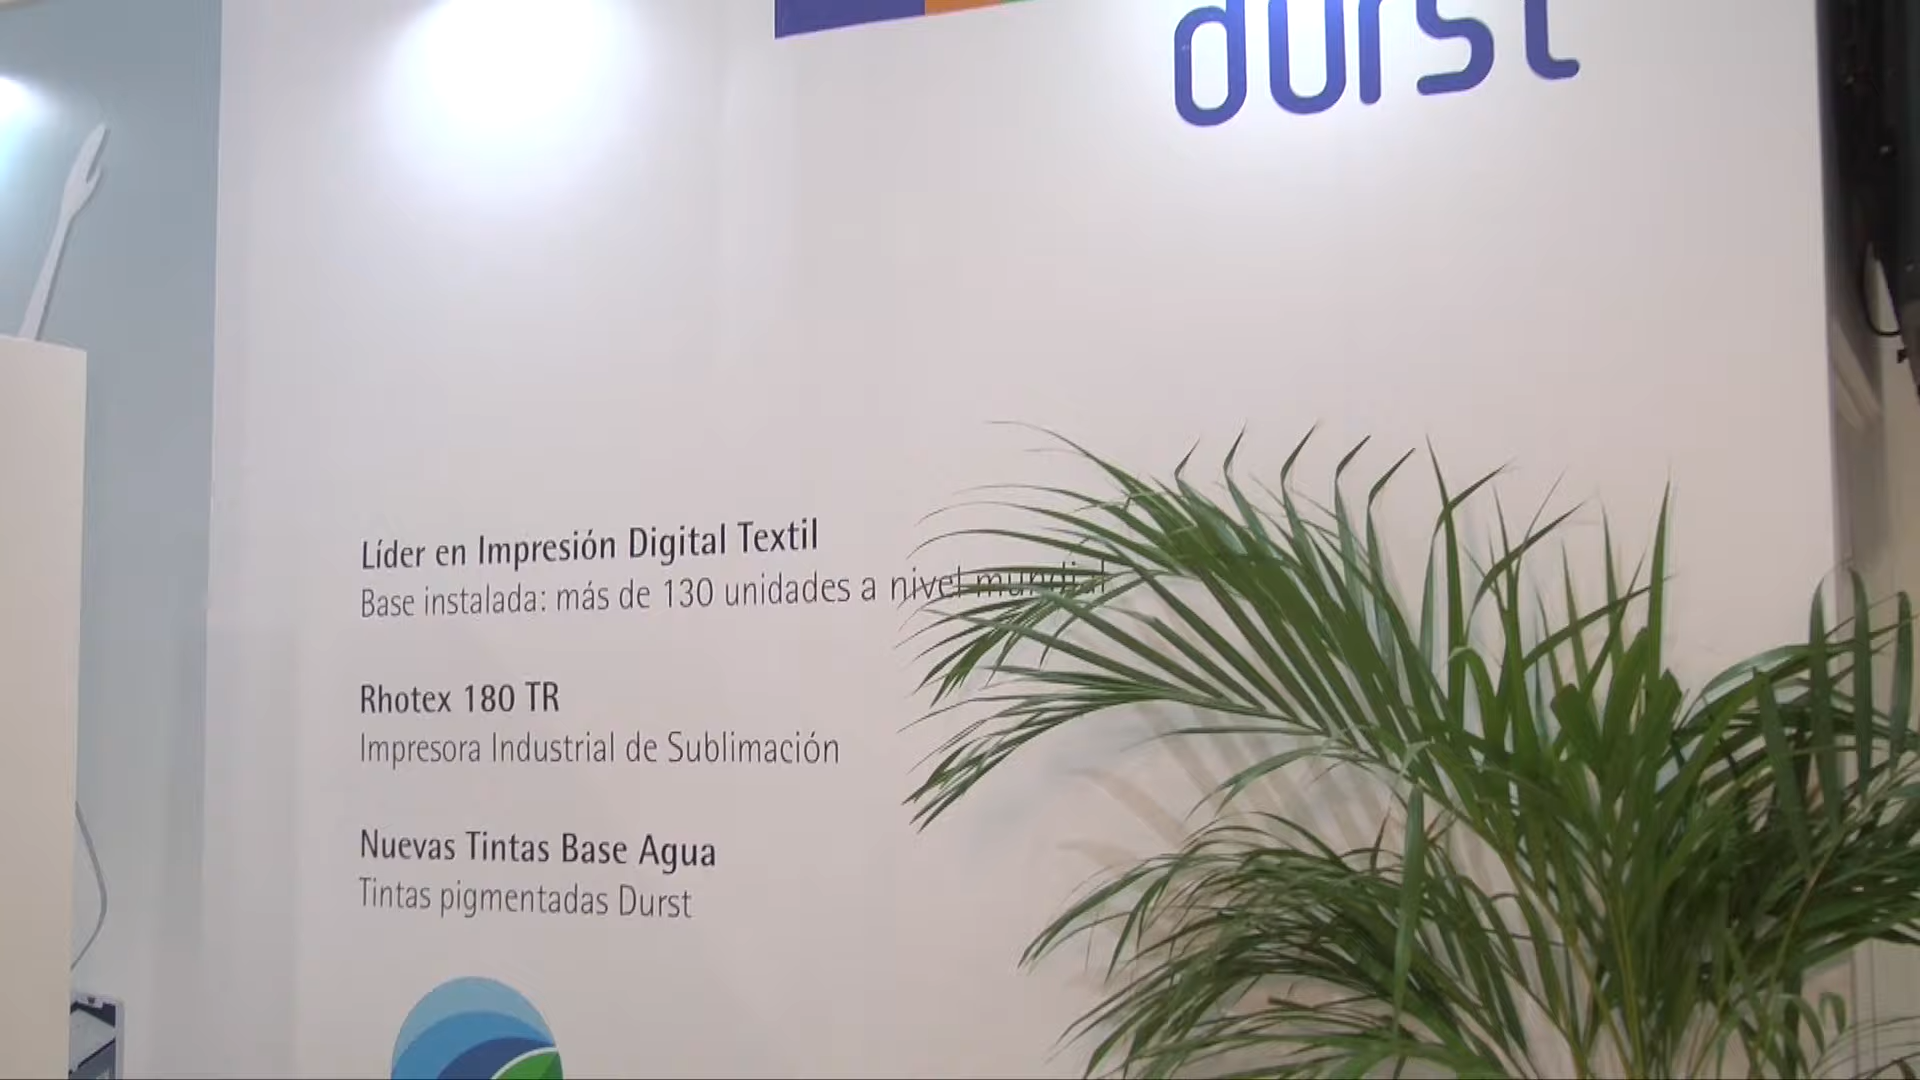 durst
Líder en Impresión Digital Textil
Base instalada: más de 130 unidades a nivel mundial
Rhotex 180 TR
Impresora Industrial de Sublimación
Nuevas Tintas Base Agua
Tintas pigmentadas Durst